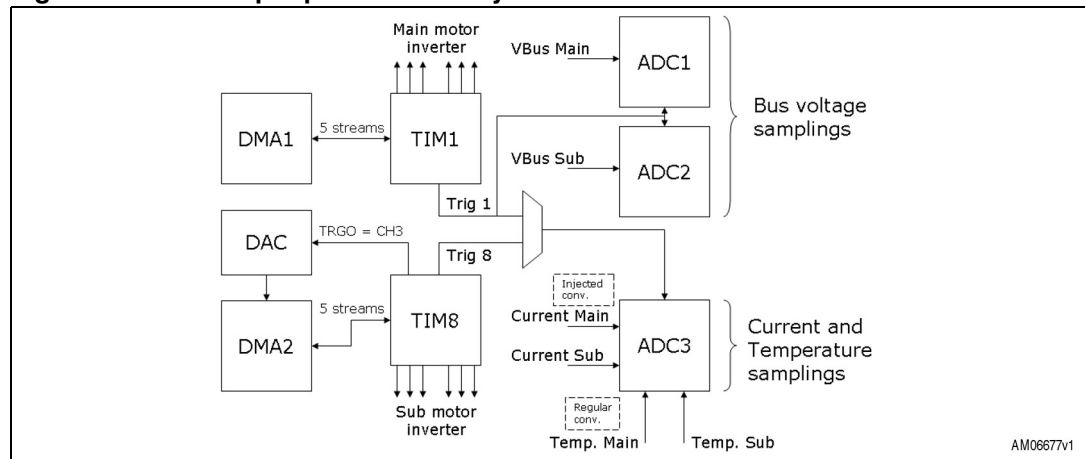 Main motor
inverter
VBus Main
ADC1
Bus voltage
samplings
DMA1
5 streams
TIM1
VBus Sub
ADC2
Trig 1
DAC
TRGO = CH3
Trig 8
DMA2
5 streams
TIM8
Injected
conv.
Current Main
Current Sub
ADC3
Current and
Temperature
samplings
Sub motor
inverter
Regular
conv.
Temp. Main
Temp. Sub
AM06677v1